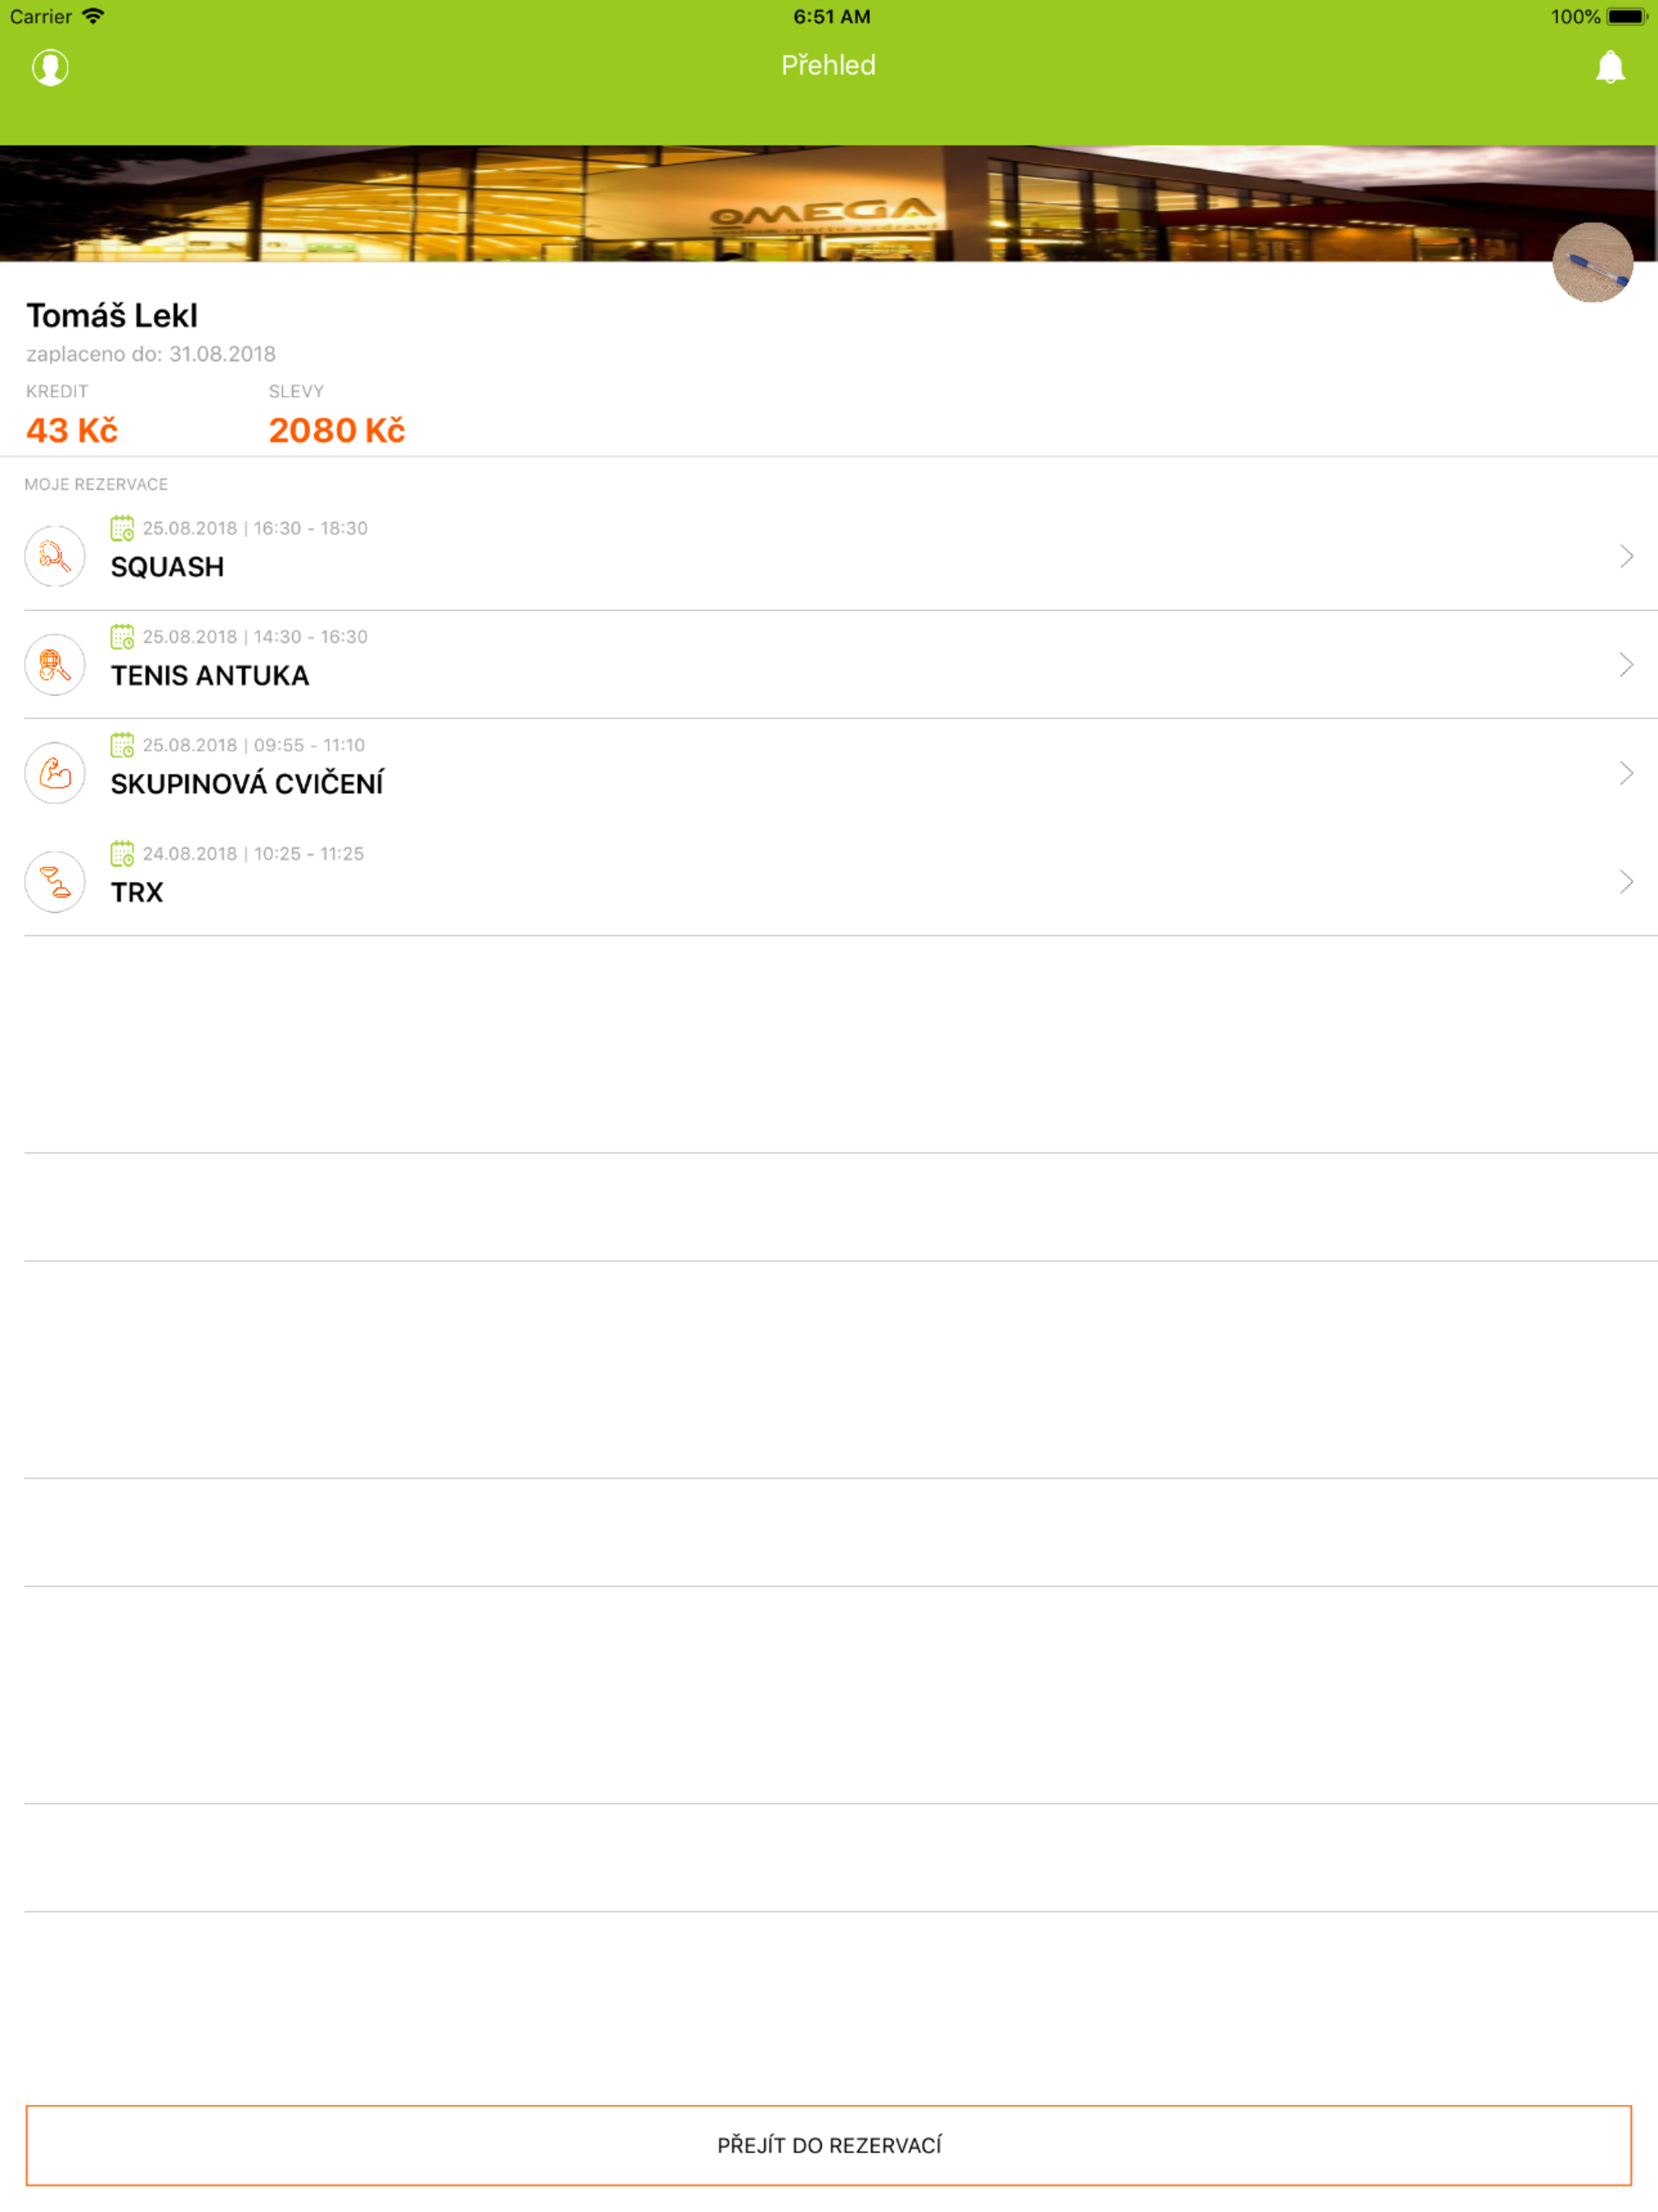 Carrier 6:51 AM 100%
Přehled
OMEGA
Tomáš Lekl
zaplaceno do: 31.08.2018
KREDIT SLEVY
43 Kč 2080 Kč
MOJE REZERVACE
25.08.2018 | 16:30 - 18:30
SQUASH
25.08.2018 | 14:30 - 16:30
TENIS ANTUKA
25.08.2018 | 09:55 - 11:10
SKUPINOVÁ CVIČENÍ
24.08.2018 | 10:25 - 11:25
TRX
PŘEJÍT DO REZERVACÍ